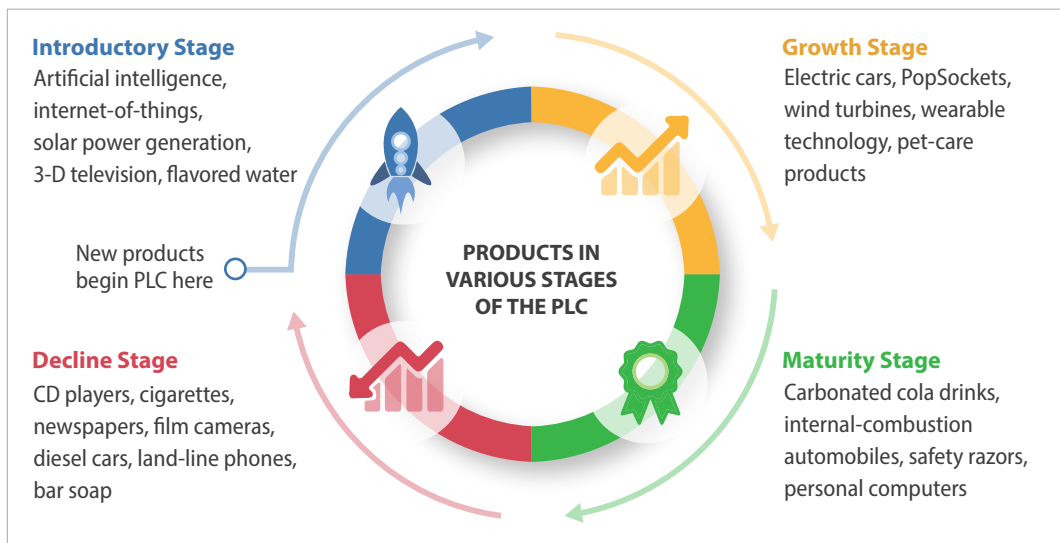 Introductory Stage
Artificial intelligence,
internet-of-things,
solar power generation,
3-D television, flavored water
Growth Stage
Electric cars, PopSockets,
wind turbines, wearable
technology, pet-care
products
New products
begin PLC here
PRODUCTS IN
VARIOUS STAGES
OF THE PLC
Decline Stage
CD players, cigarettes,
newspapers, film cameras,
diesel cars, land-line phones,
bar soap
Maturity Stage
Carbonated cola drinks,
internal-combustion
automobiles, safety razors,
personal computers